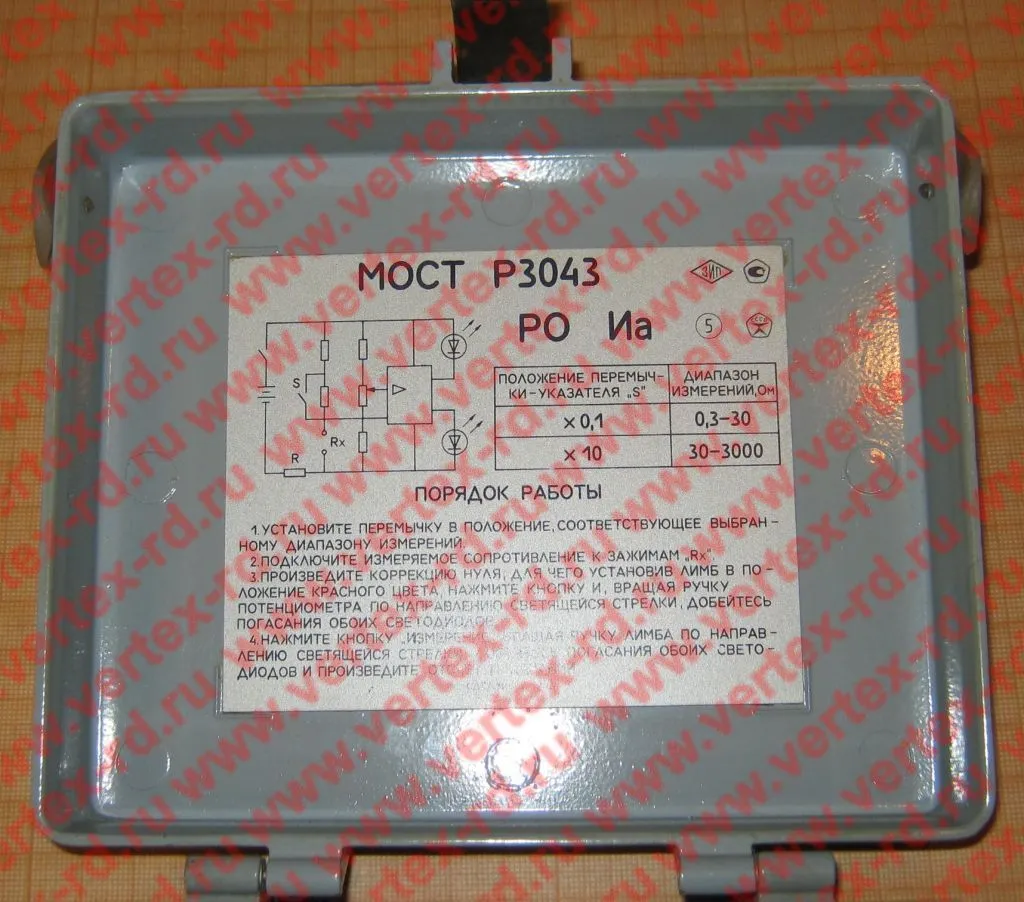 МОСТ Р3043
ЗИП
РО Иа
5
S
Rx
R
ПОЛОЖЕНИЕ ПЕРЕМЫЧ- ДИАПАЗОН
КИ-УКАЗАТЕЛЯ „S" ИЗМЕРЕНИЙ,Ом
х 0,1 0,3-30
х 10 30-3000
ПОРЯДОК РАБОТЫ
1.УСТАНОВИТЕ ПЕРЕМЫЧКУ В ПОЛОЖЕНИЕ,СООТВЕТСТВУЮЩЕЕ ВЫБРАН-
НОМУ ДИАПАЗОНУ ИЗМЕРЕНИЙ.
2.ПОДКЛЮЧИТЕ ИЗМЕРЯЕМОЕ СОПРОТИВЛЕНИЕ К ЗАЖИМАМ „Rx".
3.ПРОИЗВЕДИТЕ КОРРЕКЦИЮ НУЛЯ, ДЛЯ ЧЕГО УСТАНОВИВ ЛИМБ В ПО-
ЛОЖЕНИЕ КРАСНОГО ЦВЕТА, НАЖМИТЕ КНОПКУ И, ВРАЩАЯ РУЧКУ
ПОТЕНЦИОМЕТРА ПО НАПРАВЛЕНИЮ СВЕТЯЩЕЙСЯ СТРЕЛКИ, ДОБЕЙТЕСЬ
ПОГАСАНИЯ ОБОИХ СВЕТОДИОДОВ.
4.НАЖМИТЕ КНОПКУ „ИЗМЕРЕНИЕ РУЧКУ ЛИМБА ПО НАПРАВ-
ЛЕНИЮ СВЕТЯЩЕЙСЯ ПОГАСАНИЯ ОБОИХ СВЕТО-
ДИОДОВ И ПРОИЗВЕДИТЕ
www.vertex-rd.ru